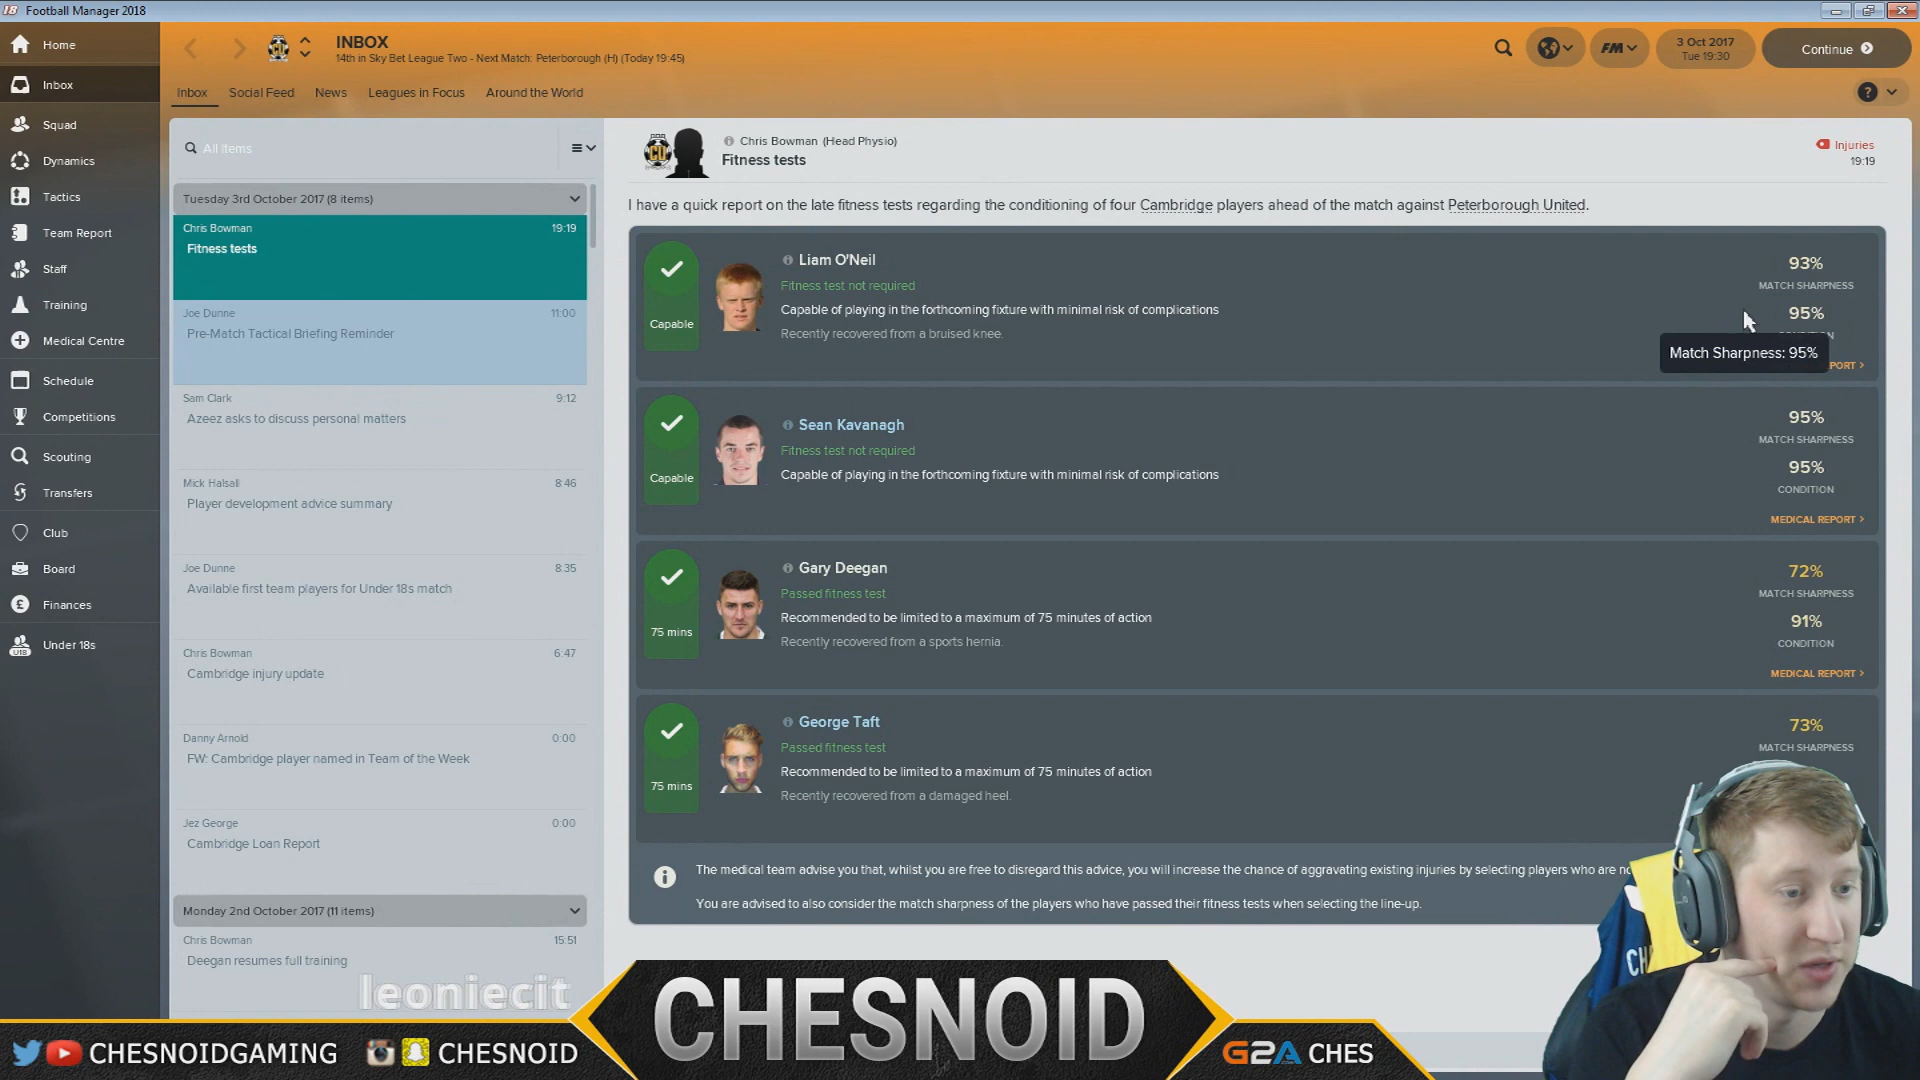 Football Manager 2018
Home
Inbox
Squad
Dynamics
Tactics
Team Report
Staff
Training
Medical Centre
Schedule
Competitions
Scouting
Transfers
Club
Board
Finances
Under 18s
INBOX
14th in Sky Bet League Two - Next Match: Peterborough (H) (Today 19:45)
FM
3 Oct 2017
Tue 19:30
Continue
Inbox Social Feed News Leagues in Focus Around the World
All Items
Tuesday 3rd October 2017 (8 items)
Chris Bowman 19:19
Fitness tests
Joe Dunne 11:00
Pre-Match Tactical Briefing Reminder
Sam Clark 9:12
Azeez asks to discuss personal matters
Mick Halsall 8:46
Player development advice summary
Joe Dunne 8:35
Available first team players for Under 18s match
Chris Bowman 6:47
Cambridge injury update
Danny Arnold 0:00
FW: Cambridge player named in Team of the Week
Jez George 0:00
Cambridge Loan Report
Monday 2nd October 2017 (11 items)
Chris Bowman 15:51
Deegan resumes full training
Chris Bowman (Head Physio)
Fitness tests
Injuries
19:19
I have a quick report on the late fitness tests regarding the conditioning of four Cambridge players ahead of the match against Peterborough United.
Capable
Liam O'Neil
Fitness test not required
Capable of playing in the forthcoming fixture with minimal risk of complications
Recently recovered from a bruised knee.
93%
MATCH SHARPNESS
95%
Match Sharpness: 95%
PORT >
Capable
Sean Kavanagh
Fitness test not required
Capable of playing in the forthcoming fixture with minimal risk of complications
95%
MATCH SHARPNESS
95%
CONDITION
MEDICAL REPORT >
75 mins
Gary Deegan
Passed fitness test
Recommended to be limited to a maximum of 75 minutes of action
Recently recovered from a sports hernia.
72%
MATCH SHARPNESS
91%
CONDITION
MEDICAL REPORT >
75 mins
George Taft
Passed fitness test
Recommended to be limited to a maximum of 75 minutes of action
Recently recovered from a damaged heel.
73%
MATCH SHARPNESS
The medical team advise you that, whilst you are free to disregard this advice, you will increase the chance of aggravating existing injuries by selecting players who are
You are advised to also consider the match sharpness of the players who have passed their fitness tests when selecting the line-up.
leoniecit
CHESNOID
CHESNOIDGAMING
CHESNOID
G2A CHES